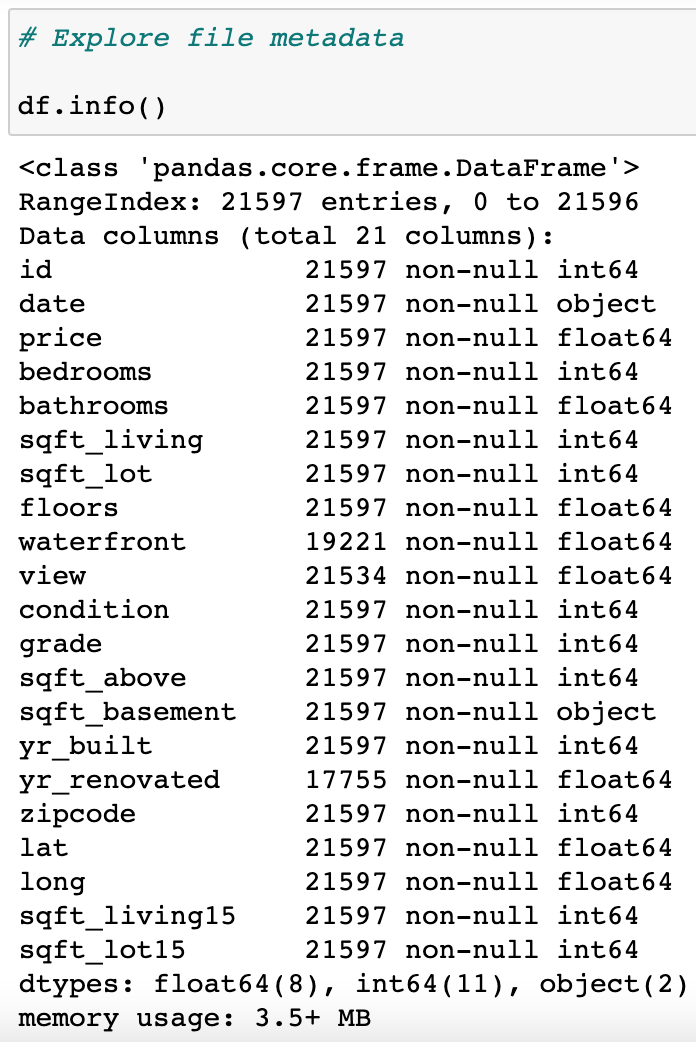 # Explore file metadata
df.info()
<class 'pandas.core.frame.DataFrame'>
RangeIndex: 21597 entries, 0 to 21596
Data columns (total 21 columns):
id               21597 non-null int64
date             21597 non-null object
price            21597 non-null float64
bedrooms         21597 non-null int64
bathrooms        21597 non-null float64
sqft_living      21597 non-null int64
sqft_lot         21597 non-null int64
floors           21597 non-null float64
waterfront       19221 non-null float64
view             21534 non-null float64
condition        21597 non-null int64
grade            21597 non-null int64
sqft_above       21597 non-null int64
sqft_basement    21597 non-null object
yr_built         21597 non-null int64
yr_renovated     17755 non-null float64
zipcode          21597 non-null int64
lat              21597 non-null float64
long             21597 non-null float64
sqft_living15    21597 non-null int64
sqft_lot15       21597 non-null int64
dtypes: float64(8), int64(11), object(2)
memory usage: 3.5+ MB